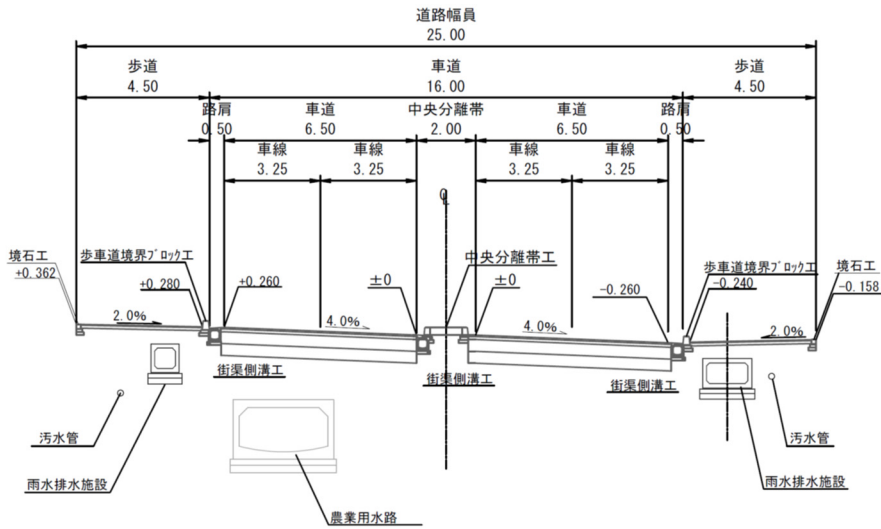 道路幅員
25.00
歩道 車道 歩道
4.50 16.00 4.50
路肩 車道 中央分離帯 車道 路肩
0.50 6.50 2.00 6.50 0.50
車線 車線 車線 車線
3.25 3.25 3.25 3.25
℄
境石工 歩車道境界ブロック工 中央分離帯工 歩車道境界ブロック工 境石工
+0.362 +0.280 +0.260 ±0 ±0 -0.260 -0.240 -0.158
2.0% 4.0% 4.0% 2.0%
街渠側溝工 街渠側溝工 街渠側溝工
汚水管 汚水管
雨水排水施設 雨水排水施設
農業用水路